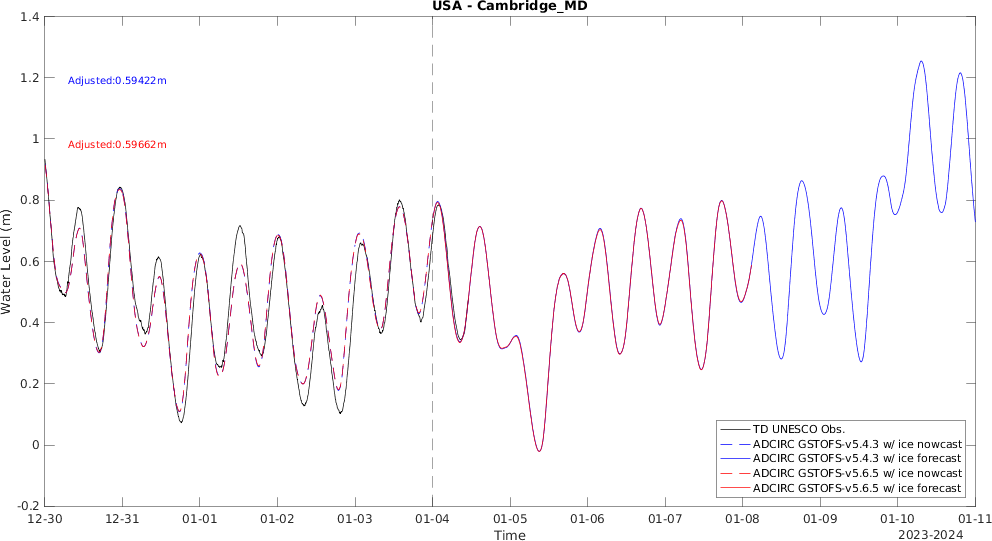 USA - Cambridge_MD
1.4
1.2
1
0.8
0.6
0.4
0.2
0
-0.2
Water Level (m)
Adjusted:0.59422m
Adjusted:0.59662m
TD UNESCO Obs.
ADCIRC GSTOFS-v5.4.3 w/ ice nowcast
ADCIRC GSTOFS-v5.4.3 w/ ice forecast
ADCIRC GSTOFS-v5.6.5 w/ ice nowcast
ADCIRC GSTOFS-v5.6.5 w/ ice forecast
12-30 12-31 01-01 01-02 01-03 01-04 01-05 01-06 01-07 01-08 01-09 01-10 01-11
Time
2023-2024